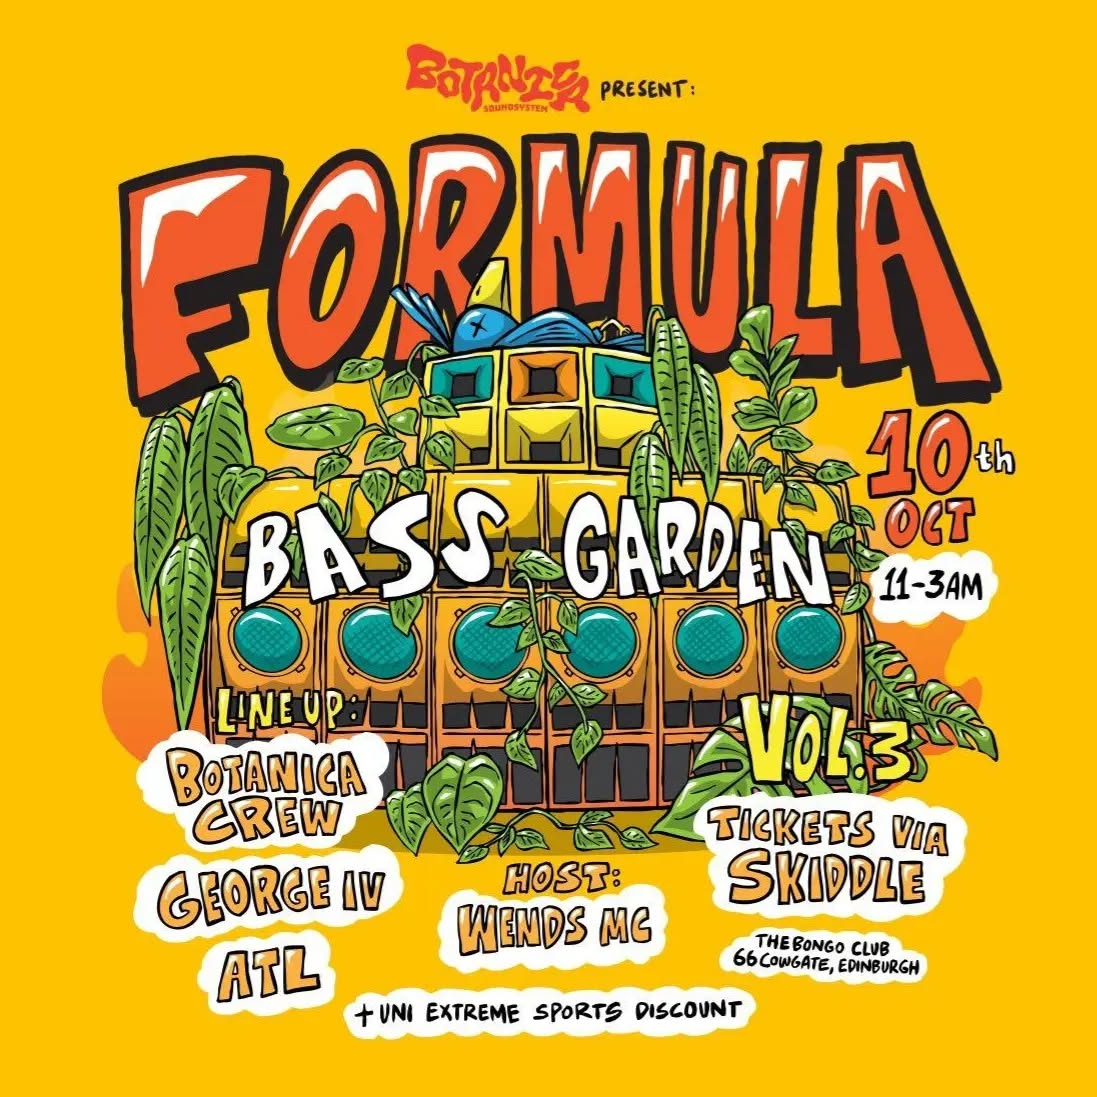 BOTANICA
SOUNDSYSTEM
PRESENT:
FORMULA
BASS GARDEN
10th
OCT
11-3AM
LINE UP:
BOTANICA
CREW
GEORGE IV
ATL
HOST:
WENDS MC
VOL.3
TICKETS VIA
SKIDDLE
THE BONGO CLUB
66 COWGATE, EDINBURGH
+ UNI EXTREME SPORTS DISCOUNT